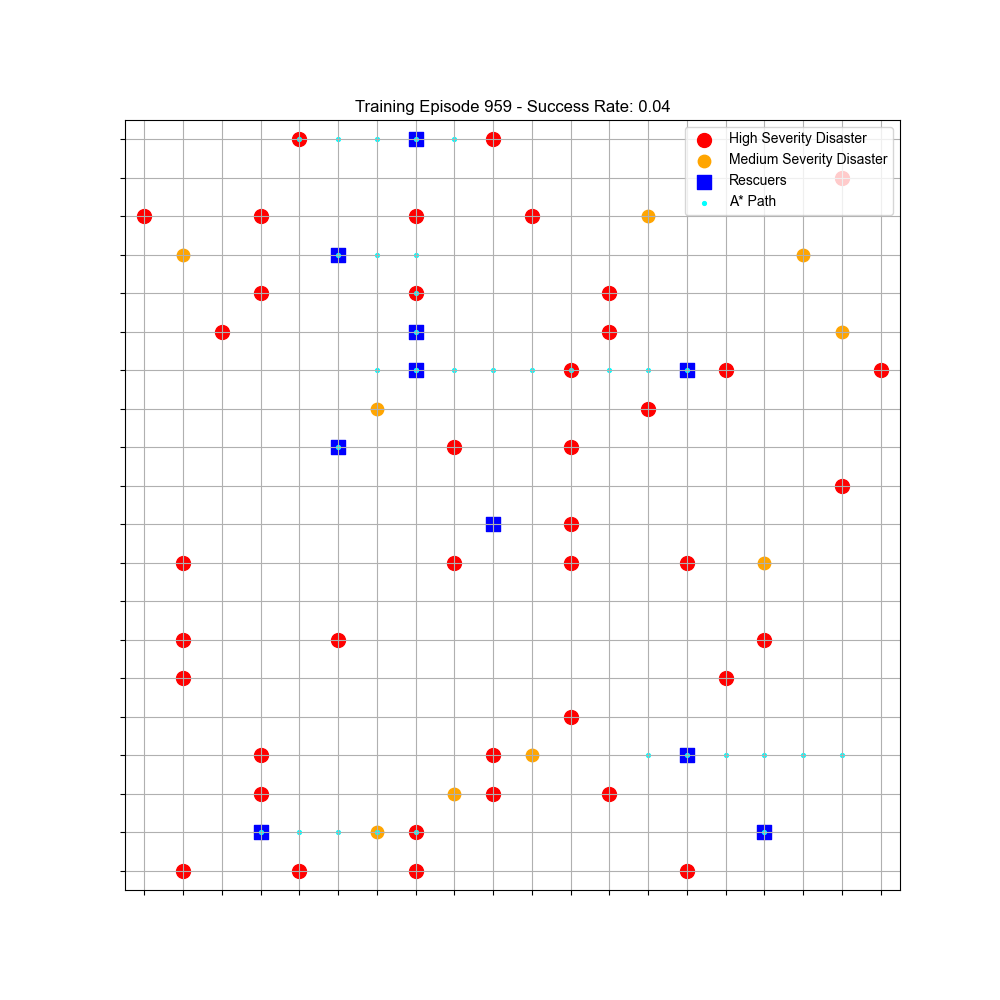 Training Episode 959 - Success Rate: 0.04
High Severity Disaster
Medium Severity Disaster
Rescuers
A* Path